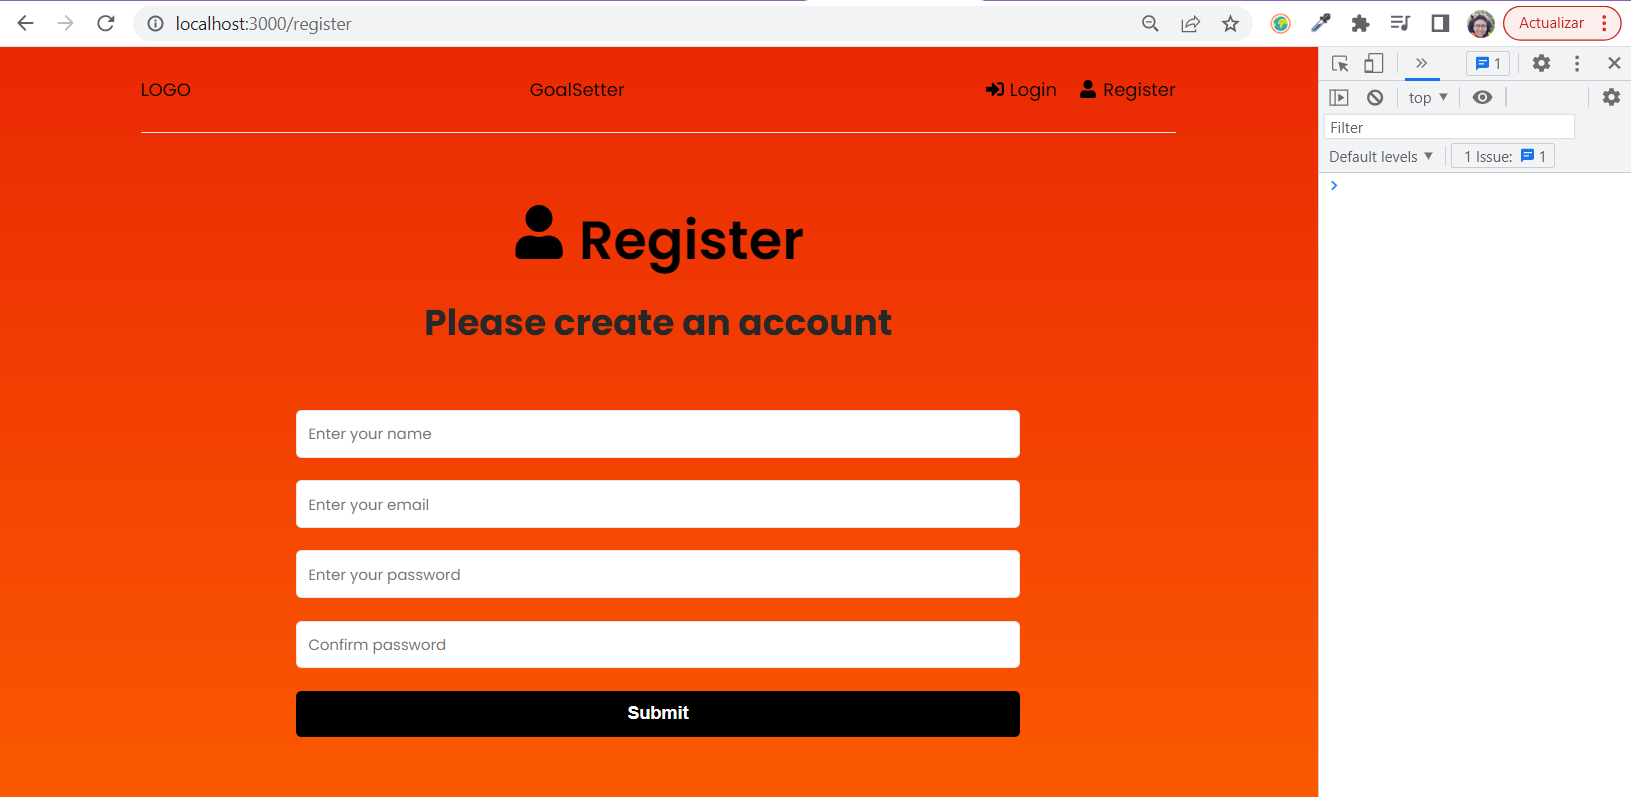 localhost:3000/register
Actualizar
LOGO
GoalSetter
Login
Register
1
top
Filter
Default levels
1 Issue: 1
Register
Please create an account
Enter your name
Enter your email
Enter your password
Confirm password
Submit